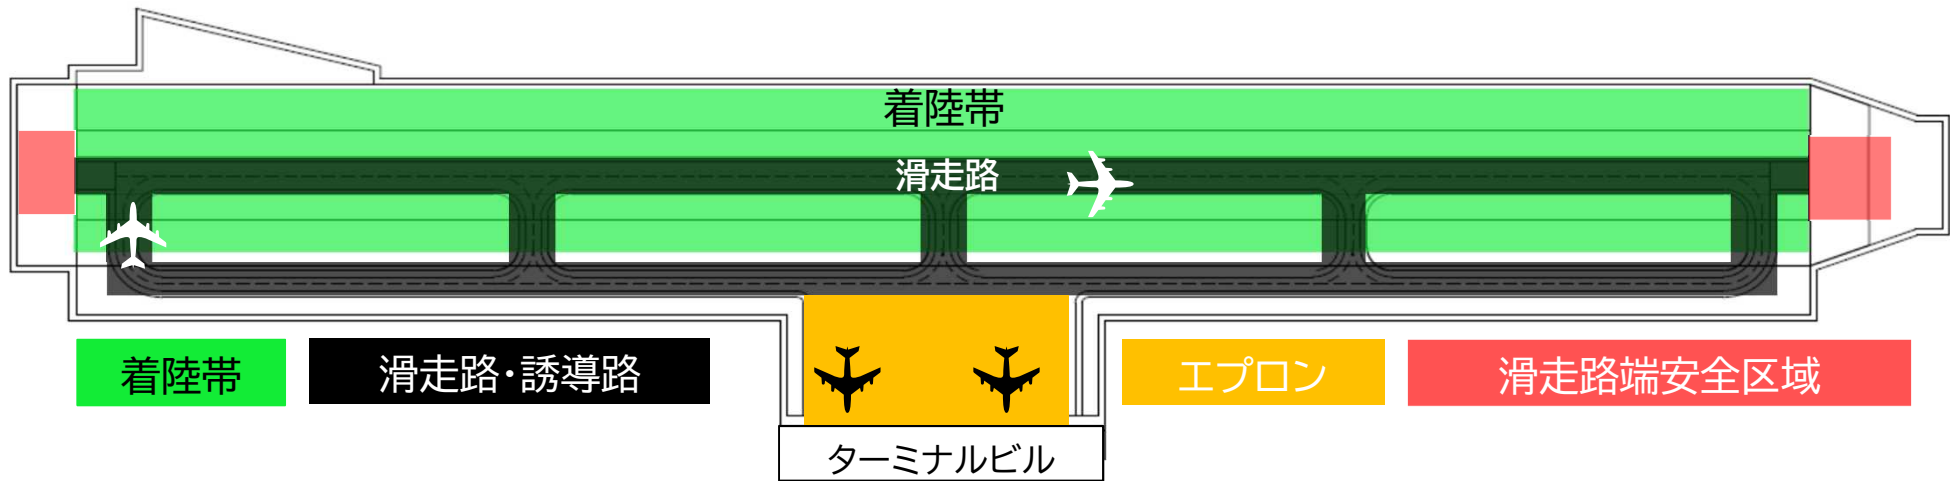 着陸帯
滑走路
着陸帯
滑走路・誘導路
エプロン
滑走路端安全区域
ターミナルビル